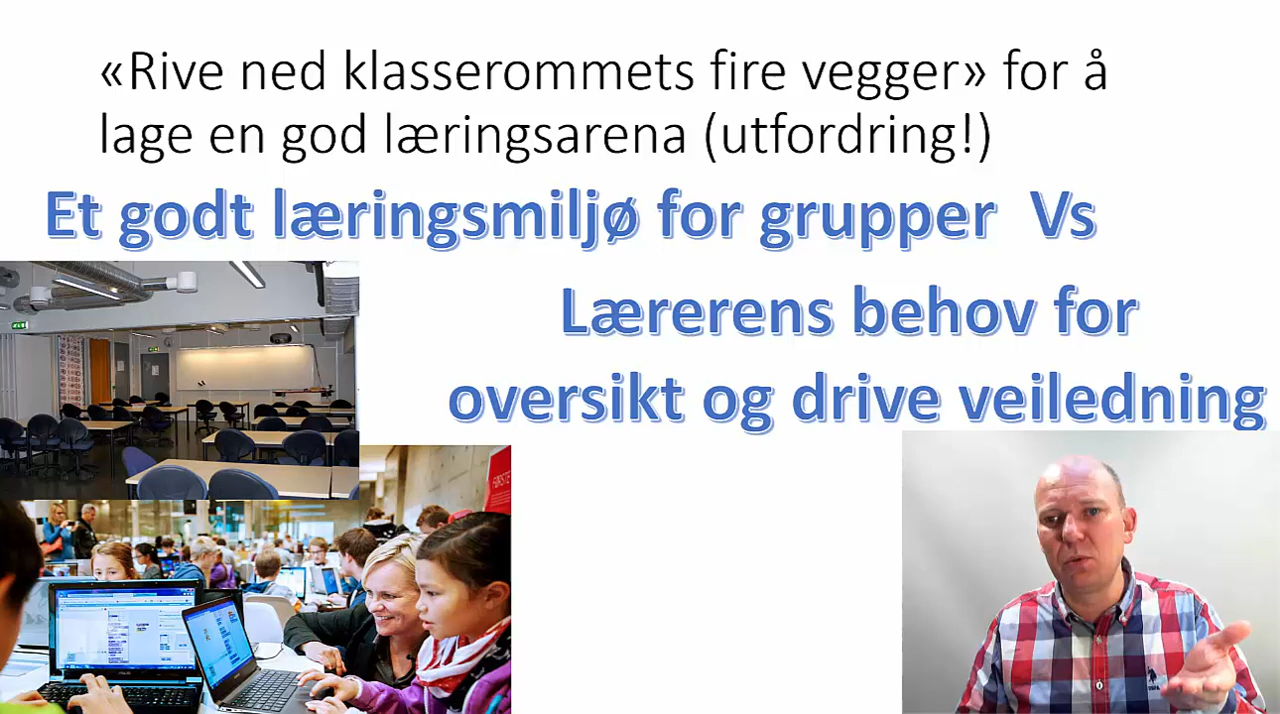 «Rive ned klasserommets fire vegger» for å
lage en god læringsarena (utfordring!)
Et godt læringsmiljø for grupper Vs
Lærerens behov for
oversikt og drive veiledning